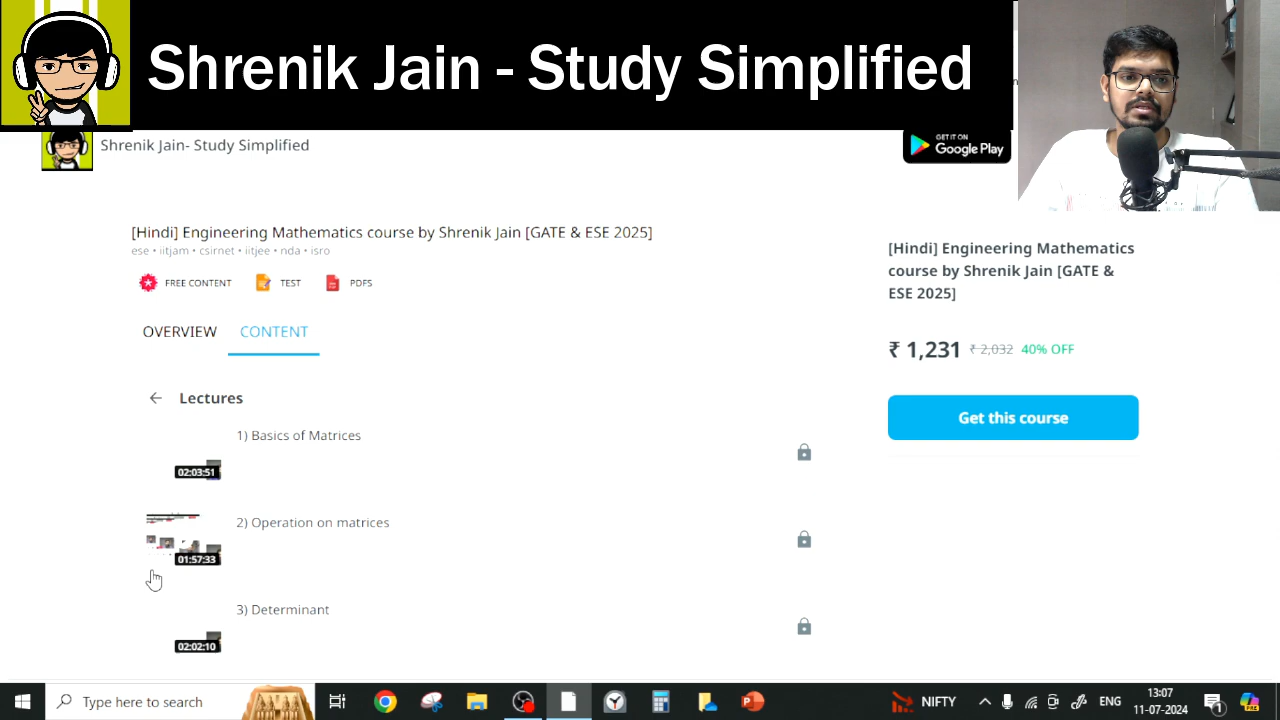 Shrenik Jain - Study Simplified
Shrenik Jain- Study Simplified
GET IT ON
Google Play
[Hindi] Engineering Mathematics course by Shrenik Jain [GATE & ESE 2025]
ese • iitjam • csirnet • iitjee • nda • isro
FREE CONTENT TEST PDFS
OVERVIEW CONTENT
Lectures
1) Basics of Matrices
02:03:51
2) Operation on matrices
01:57:33
3) Determinant
02:02:10
[Hindi] Engineering Mathematics
course by Shrenik Jain [GATE &
ESE 2025]
₹ 1,231 ₹ 2,032 40% OFF
Get this course
Type here to search
NIFTY
ENG
13:07
11-07-2024
1